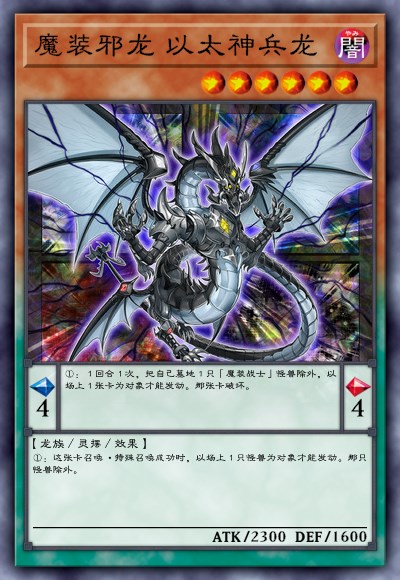 魔装邪龙 以太神兵龙
やみ
闇
①：1回合1次，把自己墓地1只「魔装战士」怪兽除外，以
场上1张卡为对象才能发动。那张卡破坏。
4
4
【龙族／灵摆／效果】
①：这张卡召唤·特殊召唤成功时，以场上1只怪兽为对象才能发动。那只
怪兽除外。
ATK/2300 DEF/1600